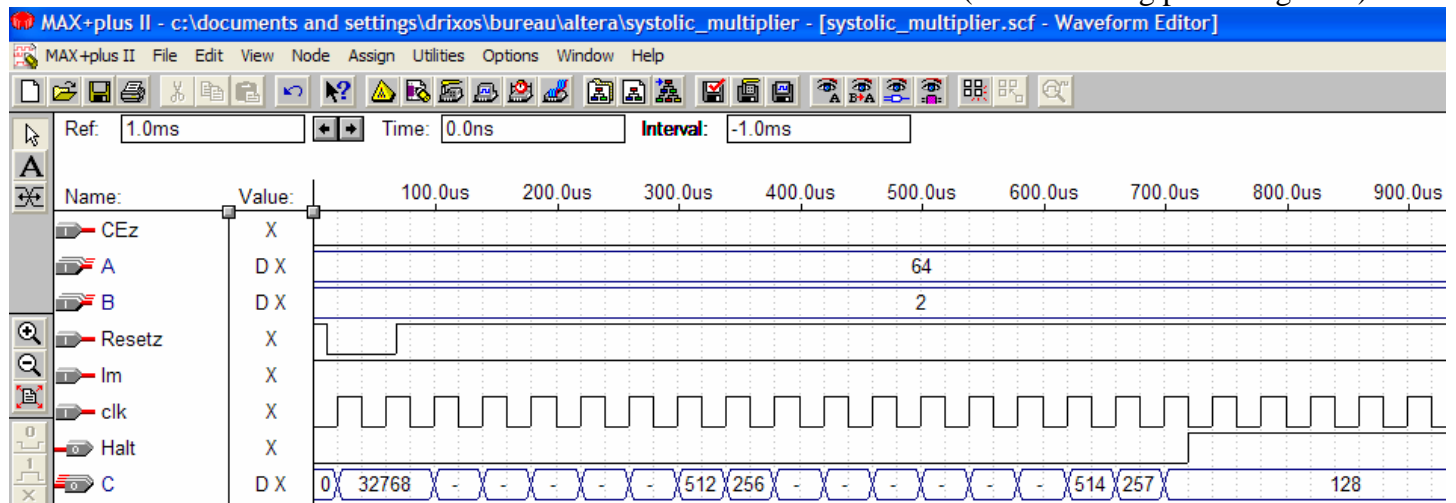 MAX+plus II - c:\documents and settings\drixos\bureau\altera\systolic_multiplier - [systolic_multiplier.scf - Waveform Editor]
MAX+plus II File Edit View Node Assign Utilities Options Window Help
Ref: 1.0ms Time: 0.0ns Interval: -1.0ms
Name: Value: 100.0us 200.0us 300.0us 400.0us 500.0us 600.0us 700.0us 800.0us 900.0us
CEz X
A D X 64
B D X 2
Resetz X
lm X
clk X
Halt X
C D X 0 32768 - - - - - 512 256 - - - - - - 514 257 128